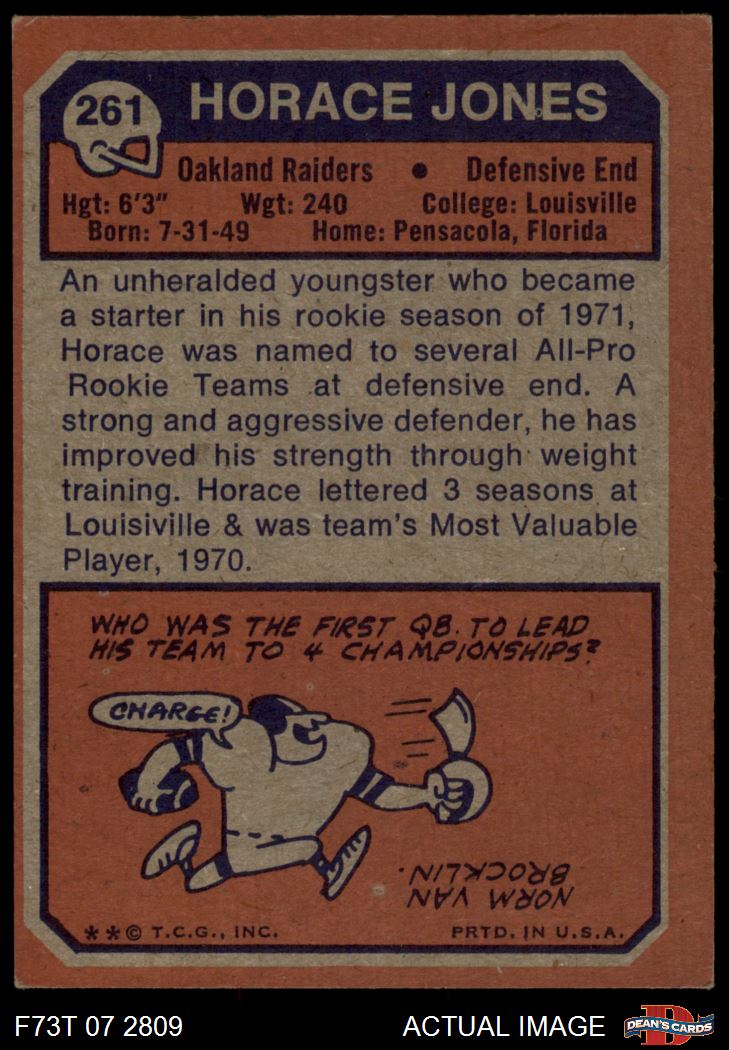 261
HORACE JONES
Oakland Raiders • Defensive End
Hgt: 6'3" Wgt: 240 College: Louisville
Born: 7-31-49 Home: Pensacola, Florida
An unheralded youngster who became
a starter in his rookie season of 1971,
Horace was named to several All-Pro
Rookie Teams at defensive end. A
strong and aggressive defender, he has
improved his strength through weight
training. Horace lettered 3 seasons at
Louisiville & was team's Most Valuable
Player, 1970.
WHO WAS THE FIRST QB. TO LEAD
HIS TEAM TO 4 CHAMPIONSHIPS?
CHARGE!
NORM VAN
BROCKLIN.
**© T.C.G., INC. PRTD. IN U.S.A.
F73T 07 2809 ACTUAL IMAGE
D
DEAN'S CARDS